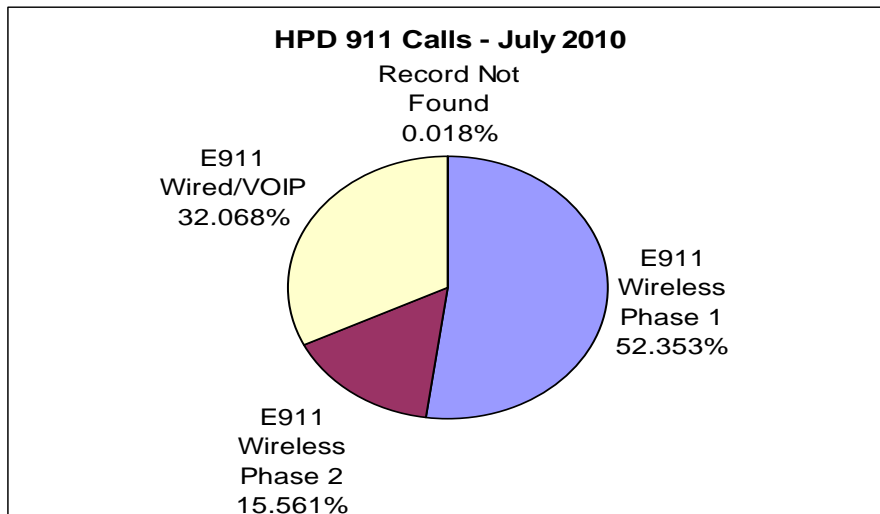 HPD 911 Calls - July 2010
Record Not
Found
0.018%
E911
Wired/VOIP
32.068%
E911
Wireless
Phase 1
52.353%
E911
Wireless
Phase 2
15.561%